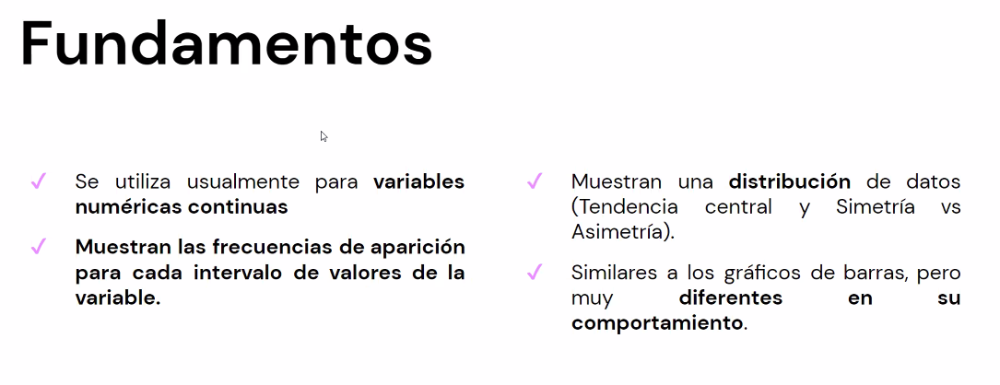 Fundamentos
✓ Se utiliza usualmente para variables
numéricas continuas
✓ Muestran las frecuencias de aparición
para cada intervalo de valores de la
variable.
✓ Muestran una distribución de datos
(Tendencia central y Simetría vs
Asimetría).
✓ Similares a los gráficos de barras, pero
muy diferentes en su
comportamiento.